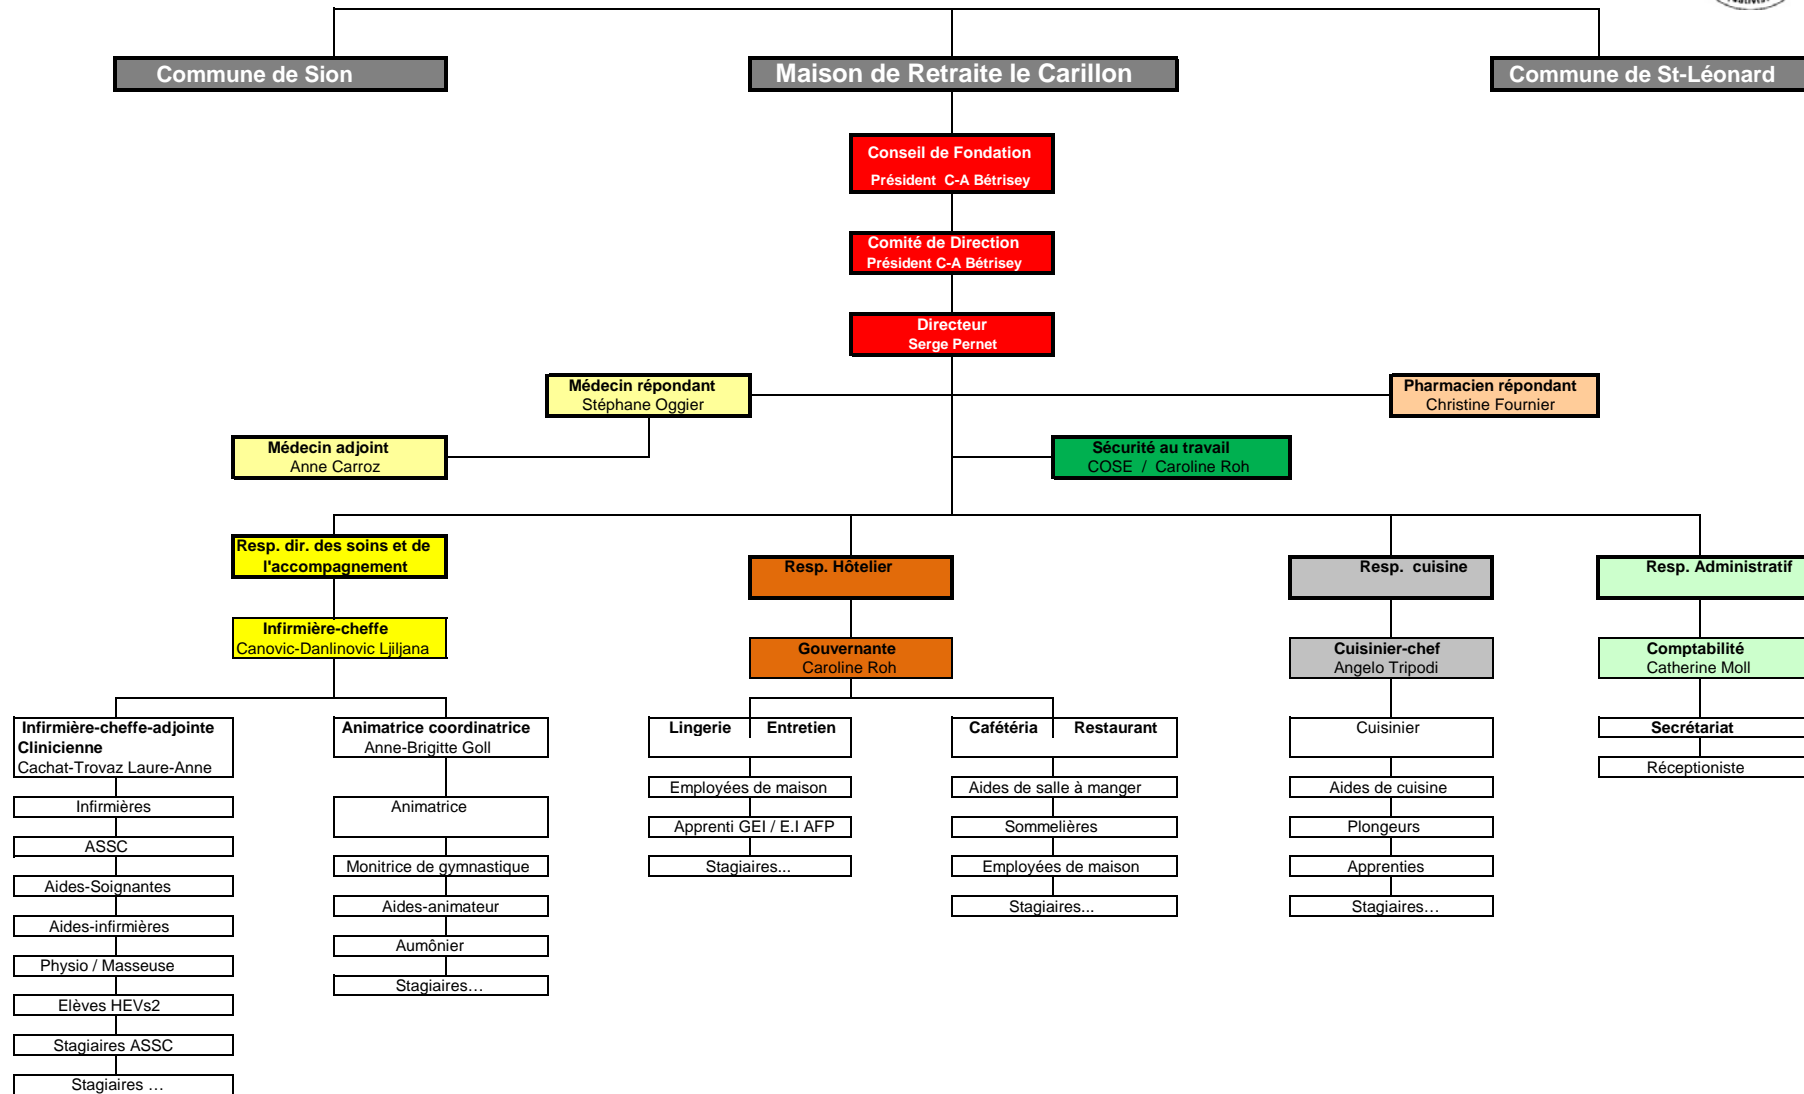 Commune de Sion
Maison de Retraite le Carillon
Commune de St-Léonard
Conseil de Fondation
Président  C-A Bétrisey
Comité de Direction
Président C-A Bétrisey
Directeur
Serge Pernet
Médecin répondant
Stéphane Oggier
Pharmacien répondant
Christine Fournier
Médecin adjoint
Anne Carroz
Sécurité au travail
COSE  /  Caroline Roh
Resp. dir. des soins et de
l'accompagnement
Resp. Hôtelier
Resp.  cuisine
Resp. Administratif
Infirmière-cheffe
Canovic-Danlinovic Ljiljana
Gouvernante
Caroline Roh
Cuisinier-chef
Angelo Tripodi
Comptabilité
Catherine Moll
Infirmière-cheffe-adjointe
Clinicienne
Cachat-Trovaz Laure-Anne
Infirmières
ASSC
Aides-Soignantes
Aides-infirmières
Physio / Masseuse
Elèves HEVs2
Stagiaires ASSC
Stagiaires …
Animatrice coordinatrice
Anne-Brigitte Goll
Animatrice
Monitrice de gymnastique
Aides-animateur
Aumônier
Stagiaires…
Lingerie
Entretien
Employées de maison
Apprenti GEI / E.I AFP
Stagiaires...
Cafétéria
Restaurant
Aides de salle à manger
Sommelières
Employées de maison
Stagiaires...
Cuisinier
Aides de cuisine
Plongeurs
Apprenties
Stagiaires…
Secrétariat
Réceptioniste